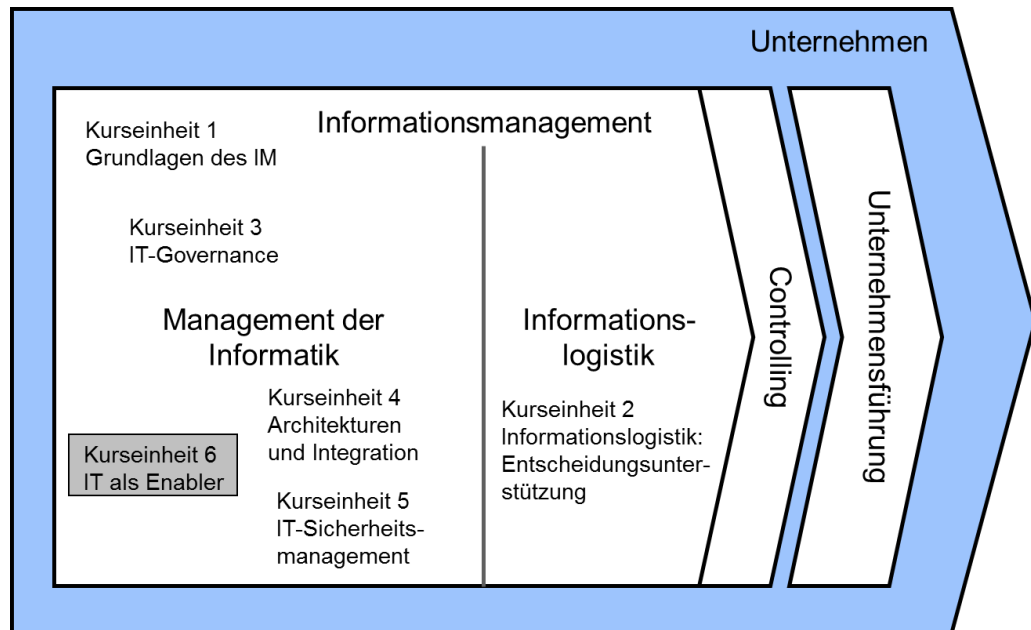 Unternehmen
Informationsmanagement
Kurseinheit 1
Grundlagen des IM
Kurseinheit 3
IT-Governance
Management der
Informatik
Kurseinheit 4
Architekturen
und Integration
Kurseinheit 6
IT als Enabler
Kurseinheit 5
IT-Sicherheits-
management
Informations-
logistik
Kurseinheit 2
Informationslogistik:
Entscheidungsunter-
stützung
Controlling
Unternehmensführung